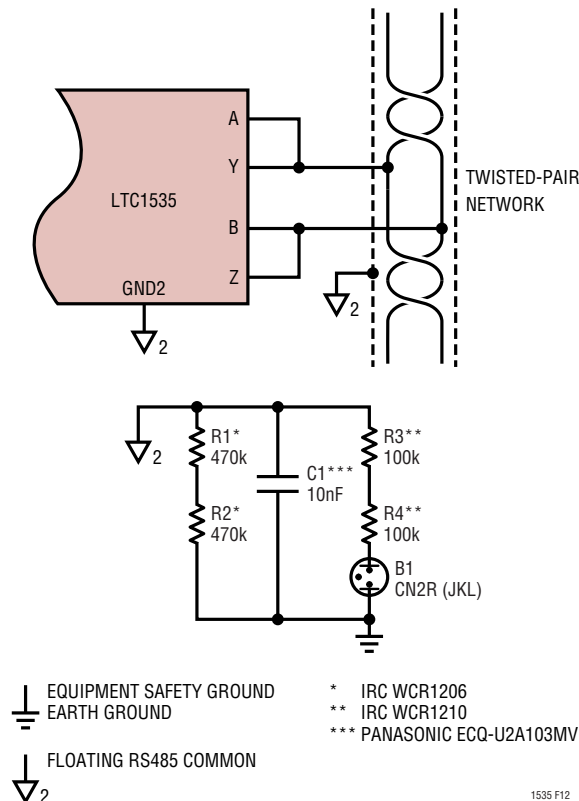 A
Y
B
Z
LTC1535
GND2
2
2
TWISTED-PAIR
NETWORK
2
R1*
470k
R2*
470k
C1***
10nF
R3**
100k
R4**
100k
B1
CN2R (JKL)
EQUIPMENT SAFETY GROUND
EARTH GROUND
FLOATING RS485 COMMON
2
* IRC WCR1206
** IRC WCR1210
*** PANASONIC ECQ-U2A103MV
1535 F12